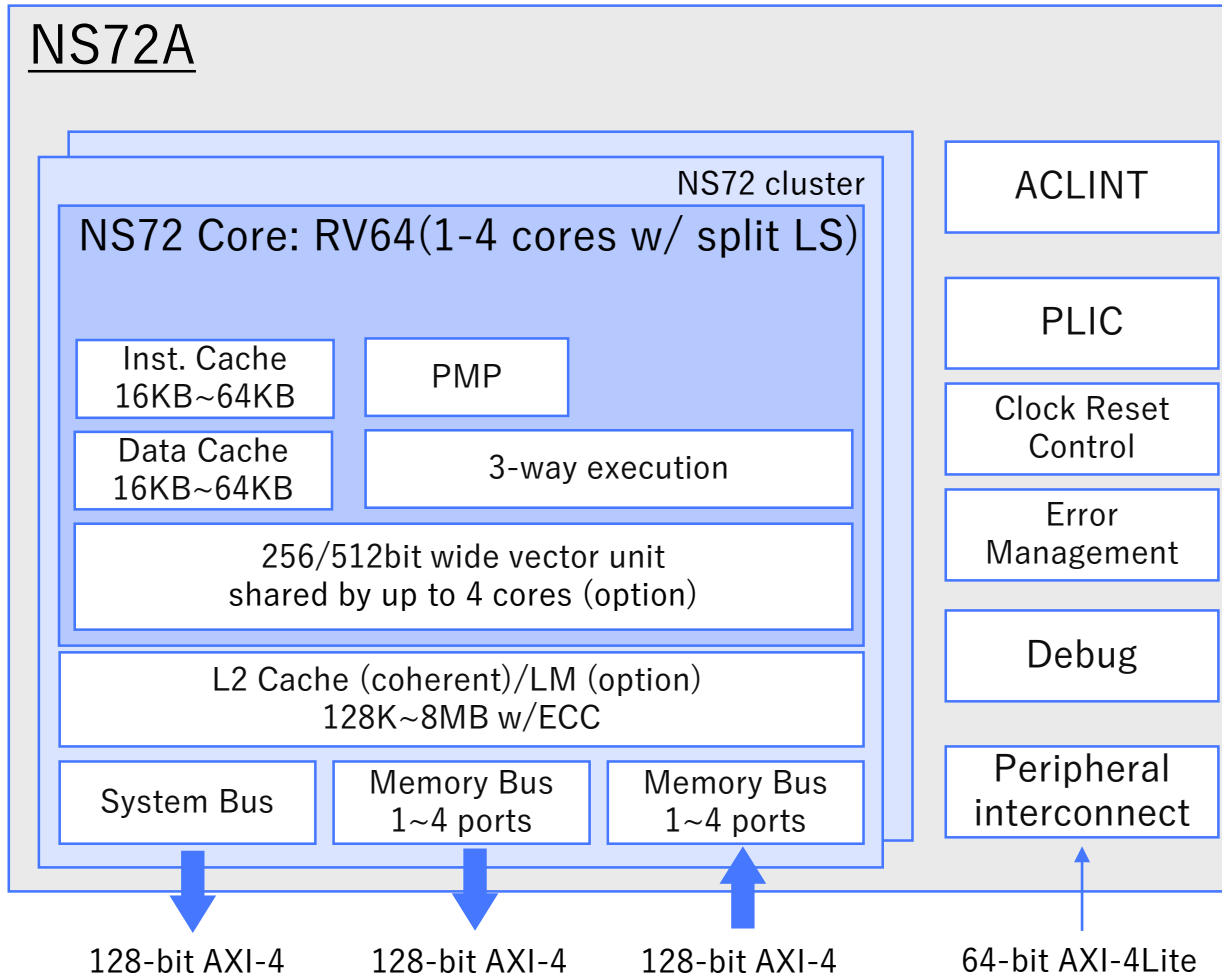 NS72A
NS72 cluster
NS72 Core: RV64(1-4 cores w/ split LS)
Inst. Cache
16KB~64KB
PMP
Data Cache
16KB~64KB
3-way execution
256/512bit wide vector unit
shared by up to 4 cores (option)
L2 Cache (coherent)/LM (option)
128K~8MB w/ECC
System Bus
Memory Bus
1~4 ports
Memory Bus
1~4 ports
ACLINT
PLIC
Clock Reset
Control
Error
Management
Debug
Peripheral
interconnect
128-bit AXI-4
128-bit AXI-4
128-bit AXI-4
64-bit AXI-4Lite